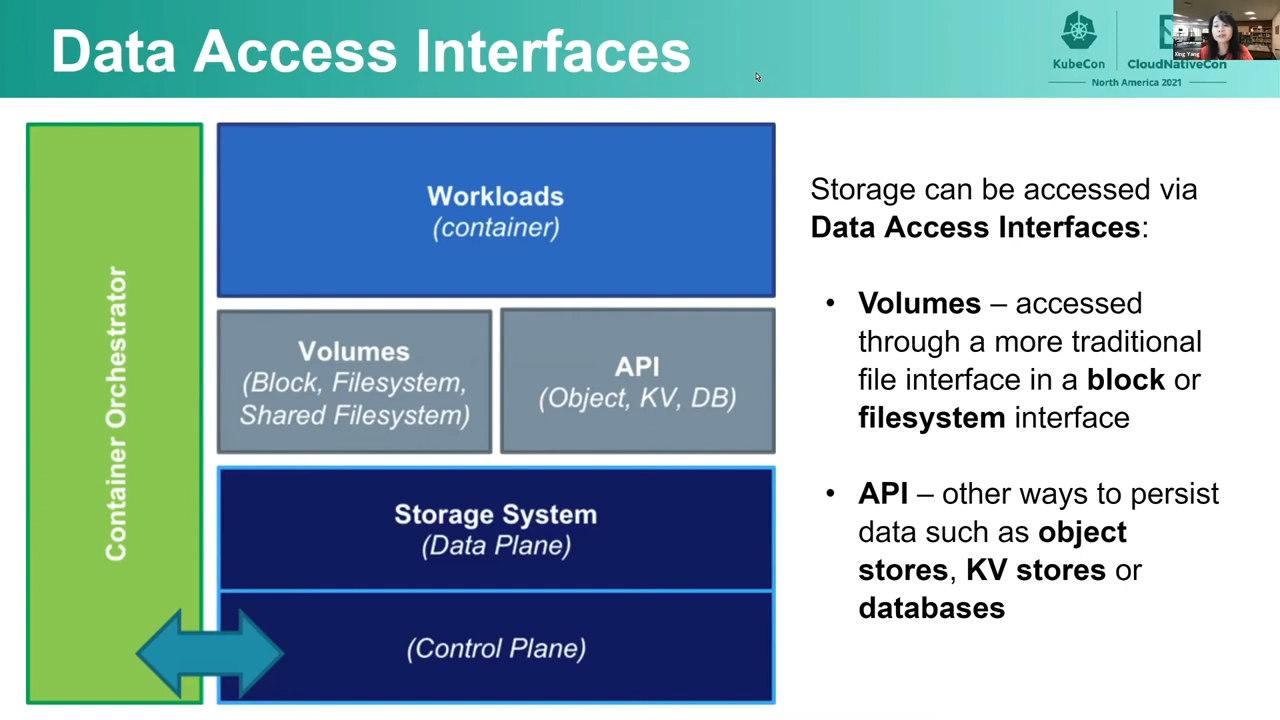 Data Access Interfaces
KubeCon
CloudNativeCon
North America 2021
Xing Yang
Container Orchestrator
Workloads
(container)
Volumes
(Block, Filesystem,
Shared Filesystem)
API
(Object, KV, DB)
Storage System
(Data Plane)
(Control Plane)
Storage can be accessed via
Data Access Interfaces:
• Volumes – accessed
through a more traditional
file interface in a block or
filesystem interface
• API – other ways to persist
data such as object
stores, KV stores or
databases